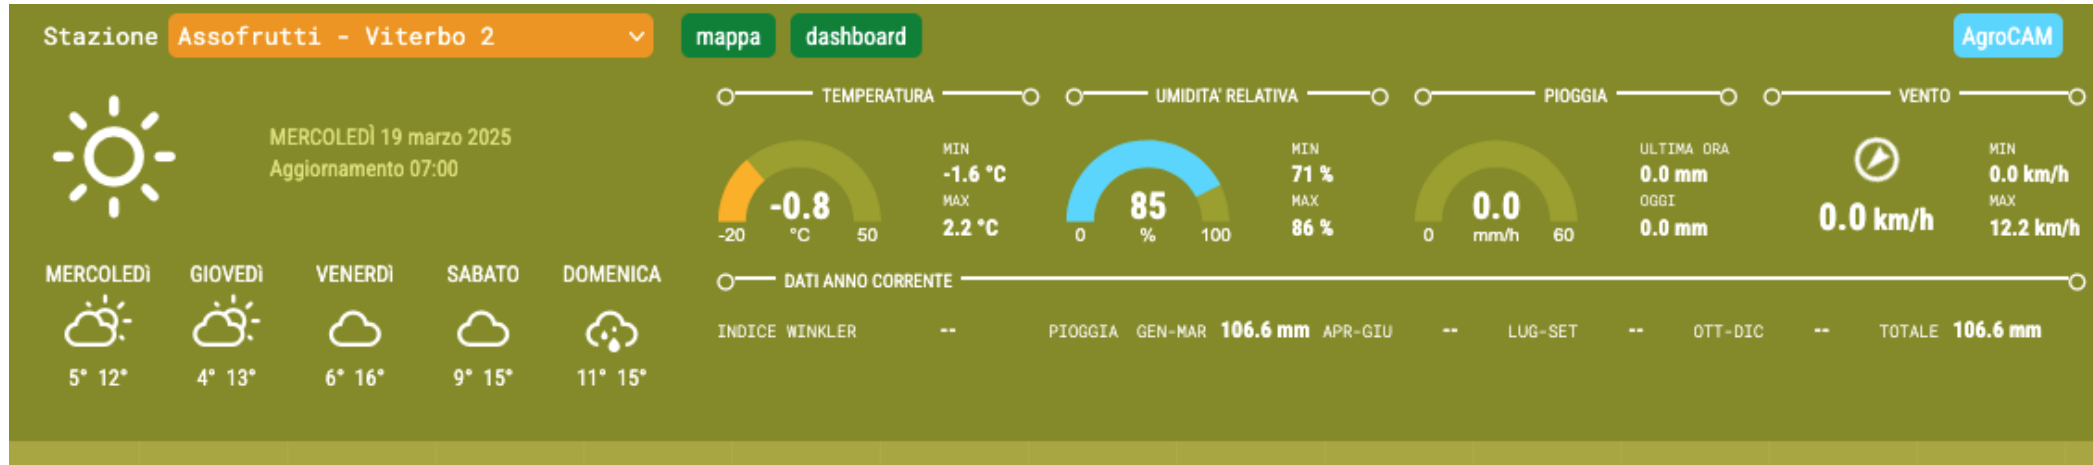 Stazione Assofrutti - Viterbo 2 mappa dashboard AgroCAM
MERCOLEDÌ 19 marzo 2025
Aggiornamento 07:00
TEMPERATURA
-0.8
°C
-20 50
MIN
-1.6 °C
MAX
2.2 °C
UMIDITA' RELATIVA
85
%
0 100
MIN
71 %
MAX
86 %
PIOGGIA
0.0
mm/h
0 60
ULTIMA ORA
0.0 mm
OGGI
0.0 mm
VENTO
0.0 km/h
MIN
0.0 km/h
MAX
12.2 km/h
MERCOLEDÌ GIOVEDÌ VENERDÌ SABATO DOMENICA
5° 12° 4° 13° 6° 16° 9° 15° 11° 15°
DATI ANNO CORRENTE
INDICE WINKLER -- PIOGGIA GEN-MAR 106.6 mm APR-GIU -- LUG-SET -- OTT-DIC -- TOTALE 106.6 mm